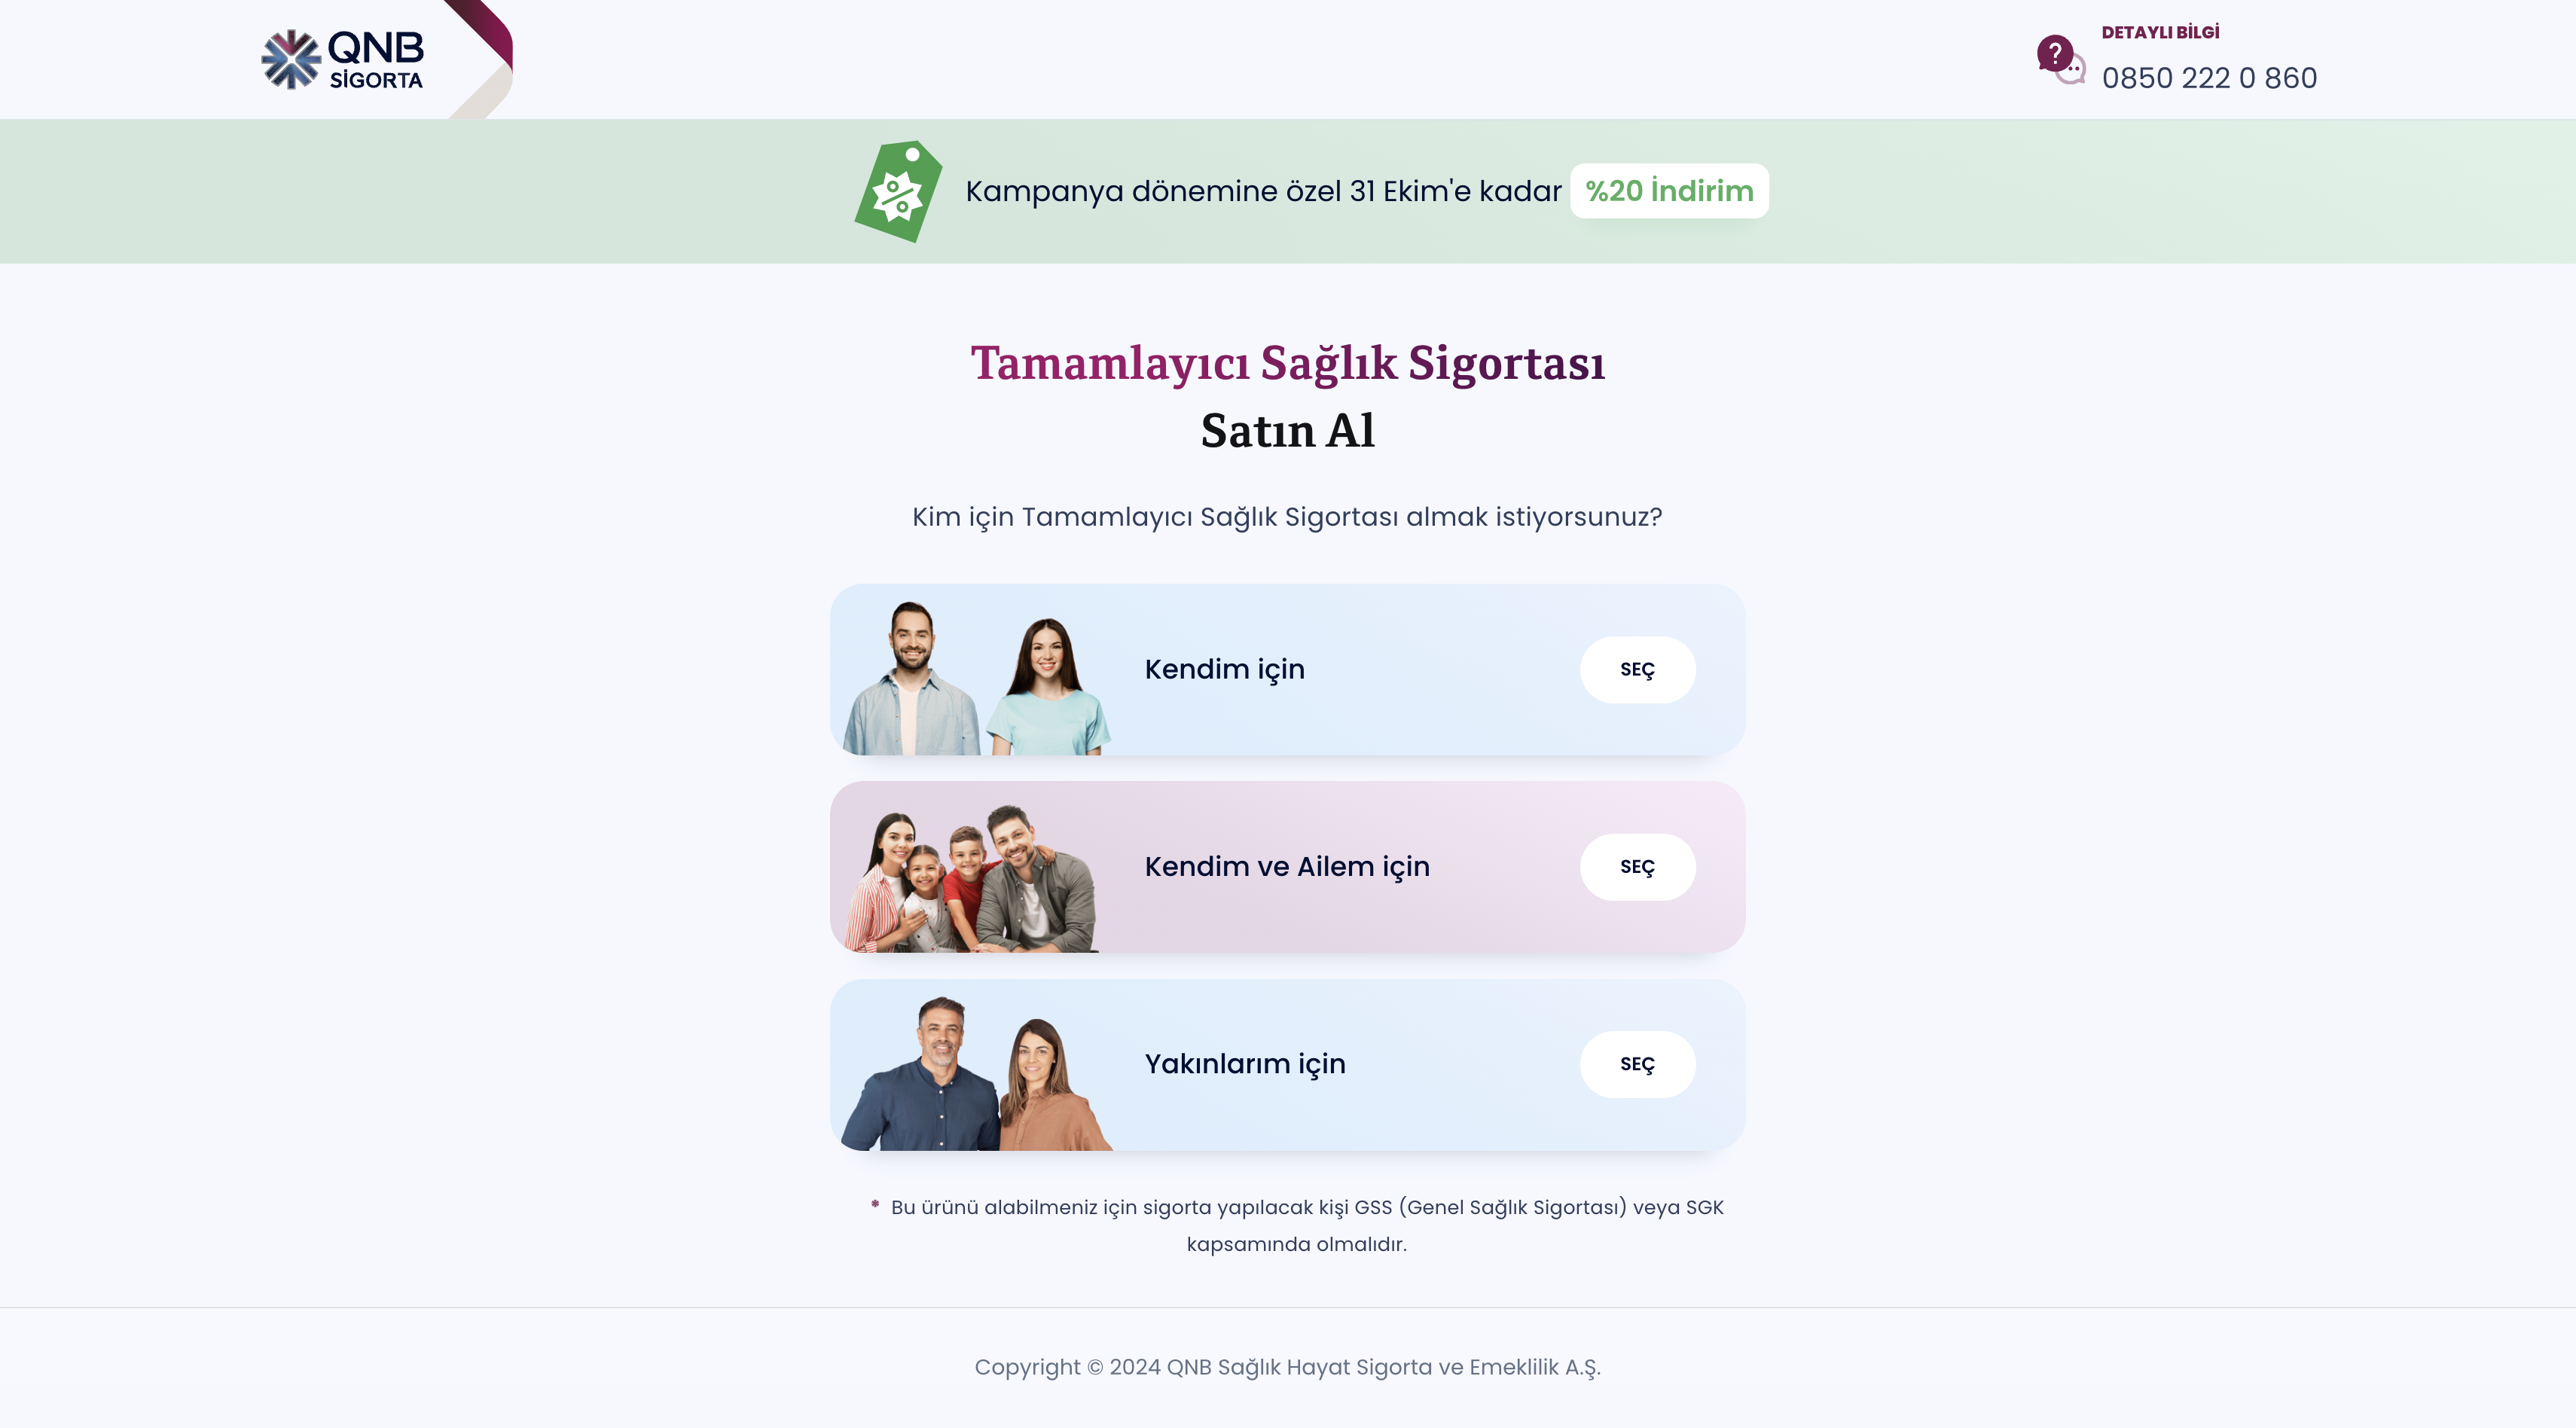 QNB
SİGORTA
DETAYLI BİLGİ
0850 222 0 860
Kampanya dönemine özel 31 Ekim'e kadar %20 İndirim
Tamamlayıcı Sağlık Sigortası
Satın Al
Kim için Tamamlayıcı Sağlık Sigortası almak istiyorsunuz?
Kendim için SEÇ
Kendim ve Ailem için SEÇ
Yakınlarım için SEÇ
* Bu ürünü alabilmeniz için sigorta yapılacak kişi GSS (Genel Sağlık Sigortası) veya SGK
kapsamında olmalıdır.
Copyright © 2024 QNB Sağlık Hayat Sigorta ve Emeklilik A.Ş.